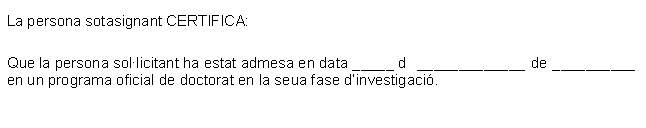 La persona sotasignant CERTIFICA:
Que la persona sol·licitant ha estat admesa en data _____ d _____________ de __________
en un programa oficial de doctorat en la seua fase d'investigació.